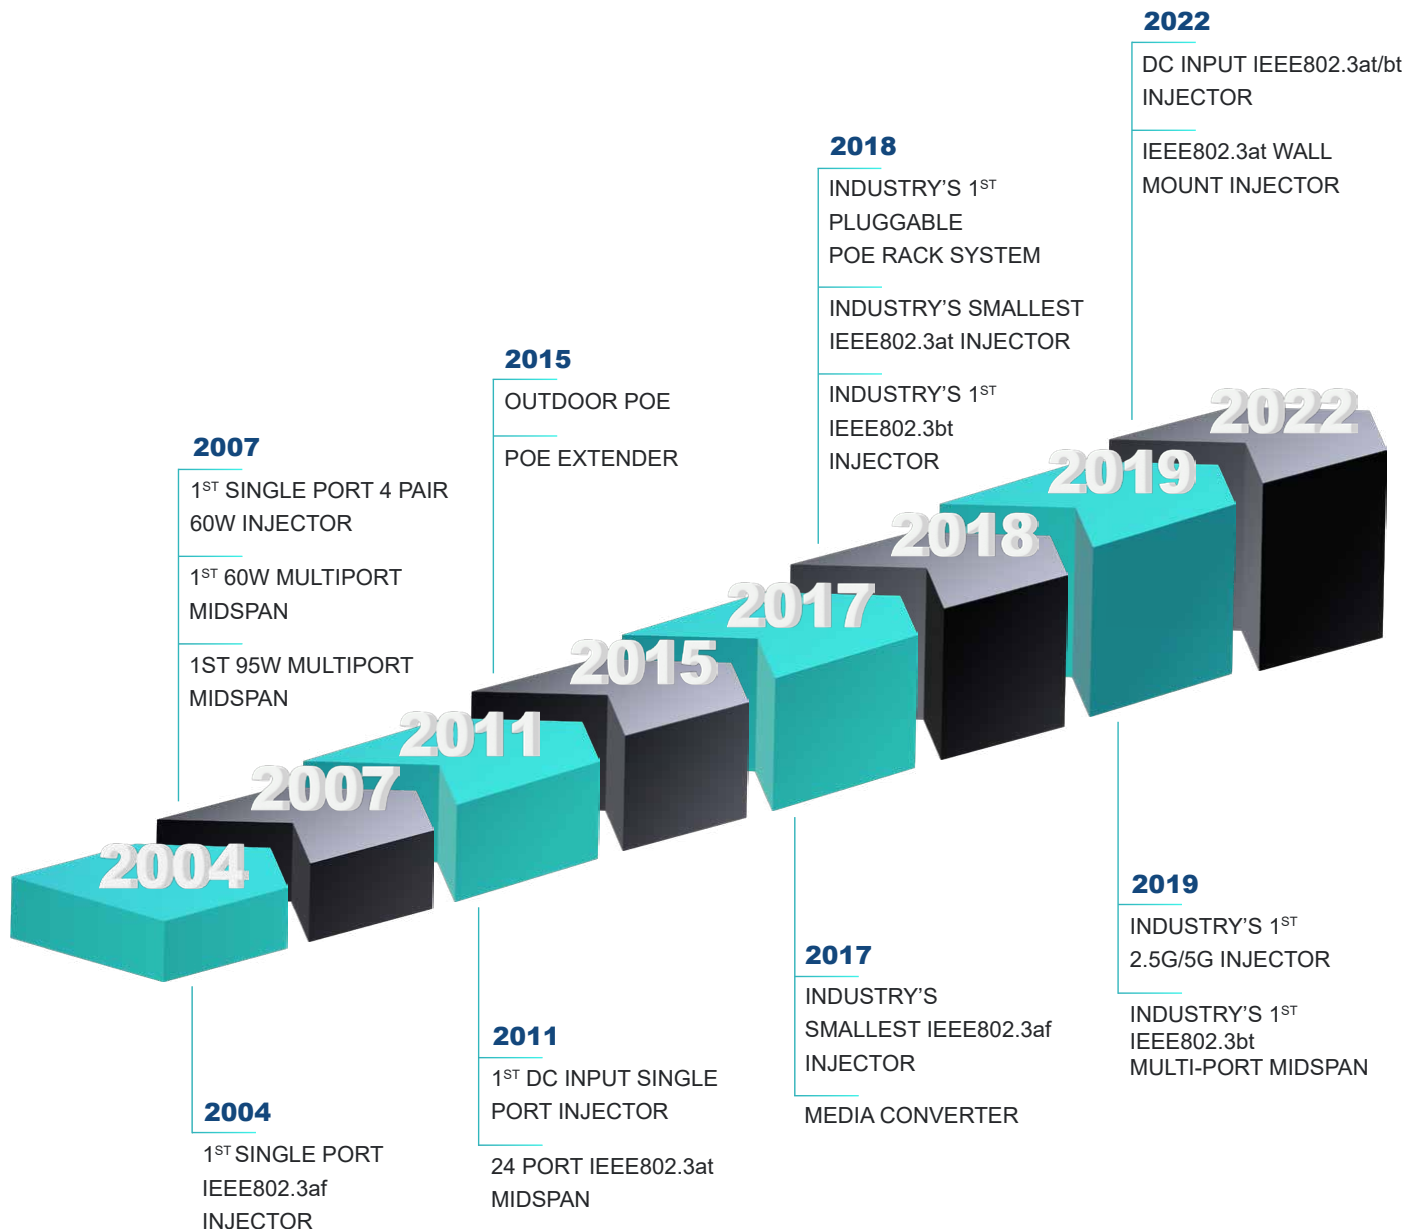 2022
DC INPUT IEEE802.3at/bt
INJECTOR
IEEE802.3at WALL
MOUNT INJECTOR
2018
INDUSTRY’S 1ST
PLUGGABLE
POE RACK SYSTEM
INDUSTRY’S SMALLEST
IEEE802.3at INJECTOR
INDUSTRY’S 1ST
IEEE802.3bt
INJECTOR
2015
OUTDOOR POE
POE EXTENDER
2007
1ST SINGLE PORT 4 PAIR
60W INJECTOR
1ST 60W MULTIPORT
MIDSPAN
1ST 95W MULTIPORT
MIDSPAN
2004
2007
2011
2015
2017
2018
2019
2022
2004
1ST SINGLE PORT
IEEE802.3af
INJECTOR
2011
1ST DC INPUT SINGLE
PORT INJECTOR
24 PORT IEEE802.3at
MIDSPAN
2017
INDUSTRY’S
SMALLEST IEEE802.3af
INJECTOR
MEDIA CONVERTER
2019
INDUSTRY’S 1ST
2.5G/5G INJECTOR
INDUSTRY’S 1ST
IEEE802.3bt
MULTI-PORT MIDSPAN